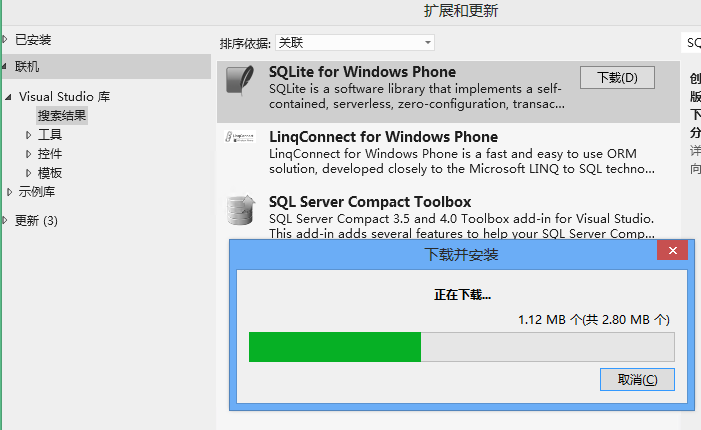 扩展和更新
已安装
联机
Visual Studio 库
搜索结果
工具
控件
模板
示例库
更新 (3)
排序依据: 关联
SQLite for Windows Phone
SQLite is a software library that implements a self-
contained, serverless, zero-configuration, transac...
下载(D)
LinqConnect for Windows Phone
LinqConnect for Windows Phone is a fast and easy to use ORM
solution, developed closely to the Microsoft LINQ to SQL techno...
SQL Server Compact Toolbox
SQL Server Compact 3.5 and 4.0 Toolbox add-in for Visual Studio.
This add-in adds several features to help your SQL Server Comp...
SQ
创
版
下
分
详
向
下载并安装
正在下载...
1.12 MB 个(共 2.80 MB 个)
取消(C)